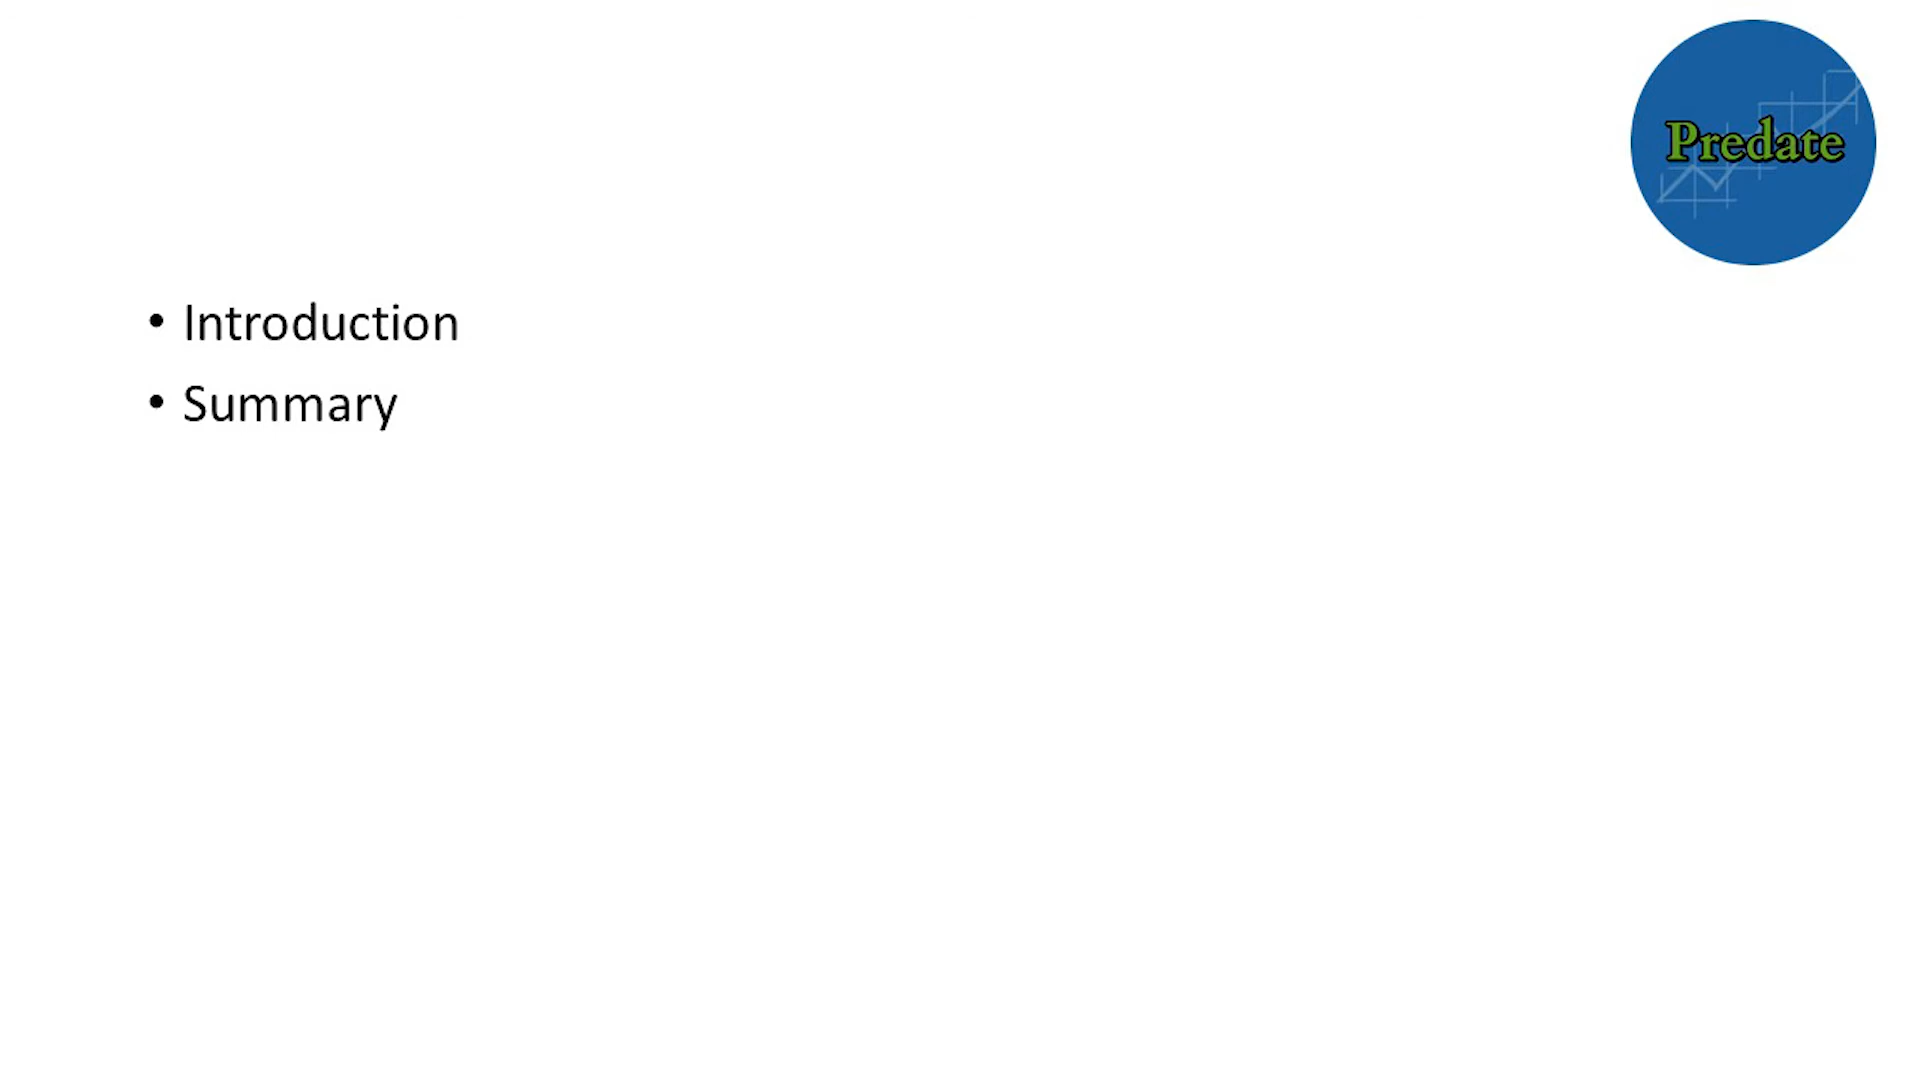 Predate
• Introduction
• Summary